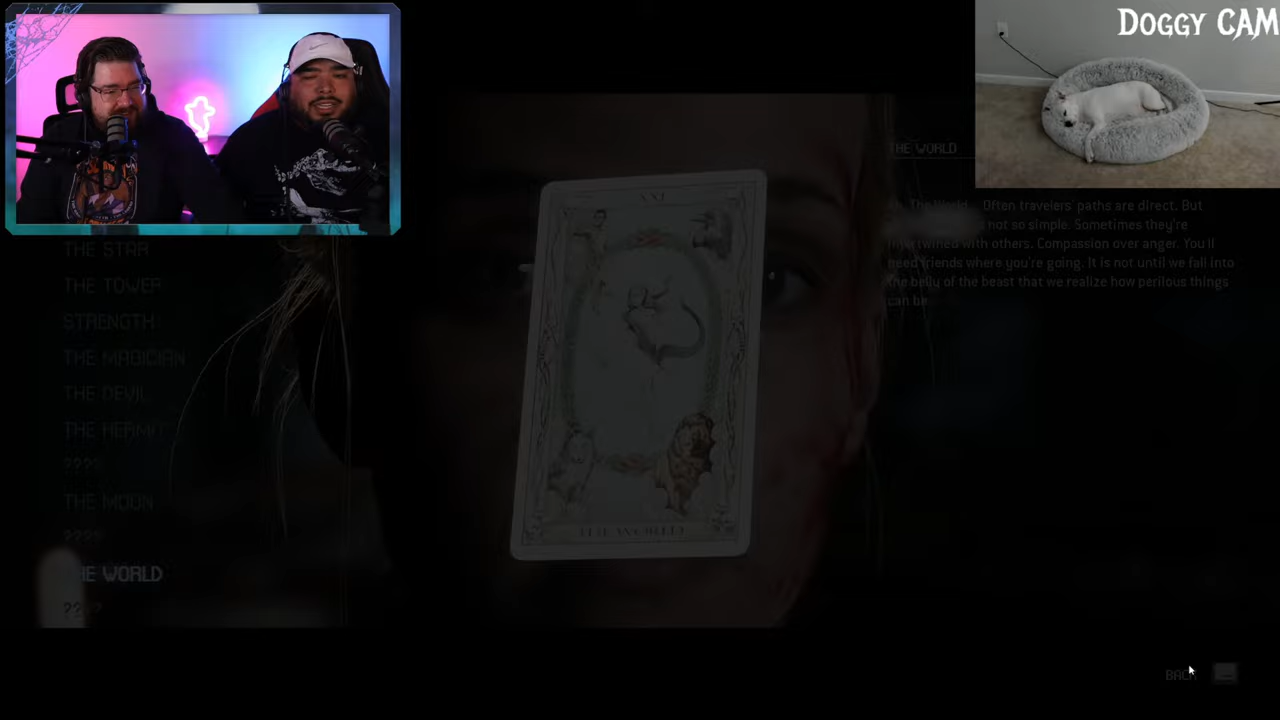 DOGGY CAM
THE WORLD
The World... Often travelers' paths are direct. But
not so simple. Sometimes they're
intertwined with others. Compassion over anger. You'll
need friends where you're going. It is not until we fall into
the belly of the beast that we realize how perilous things
can be
THE STAR
THE TOWER
STRENGTH
THE MAGICIAN
THE DEVIL
THE HERMIT
????
THE MOON
????
THE WORLD
????
XXI
THE WORLD
BACK